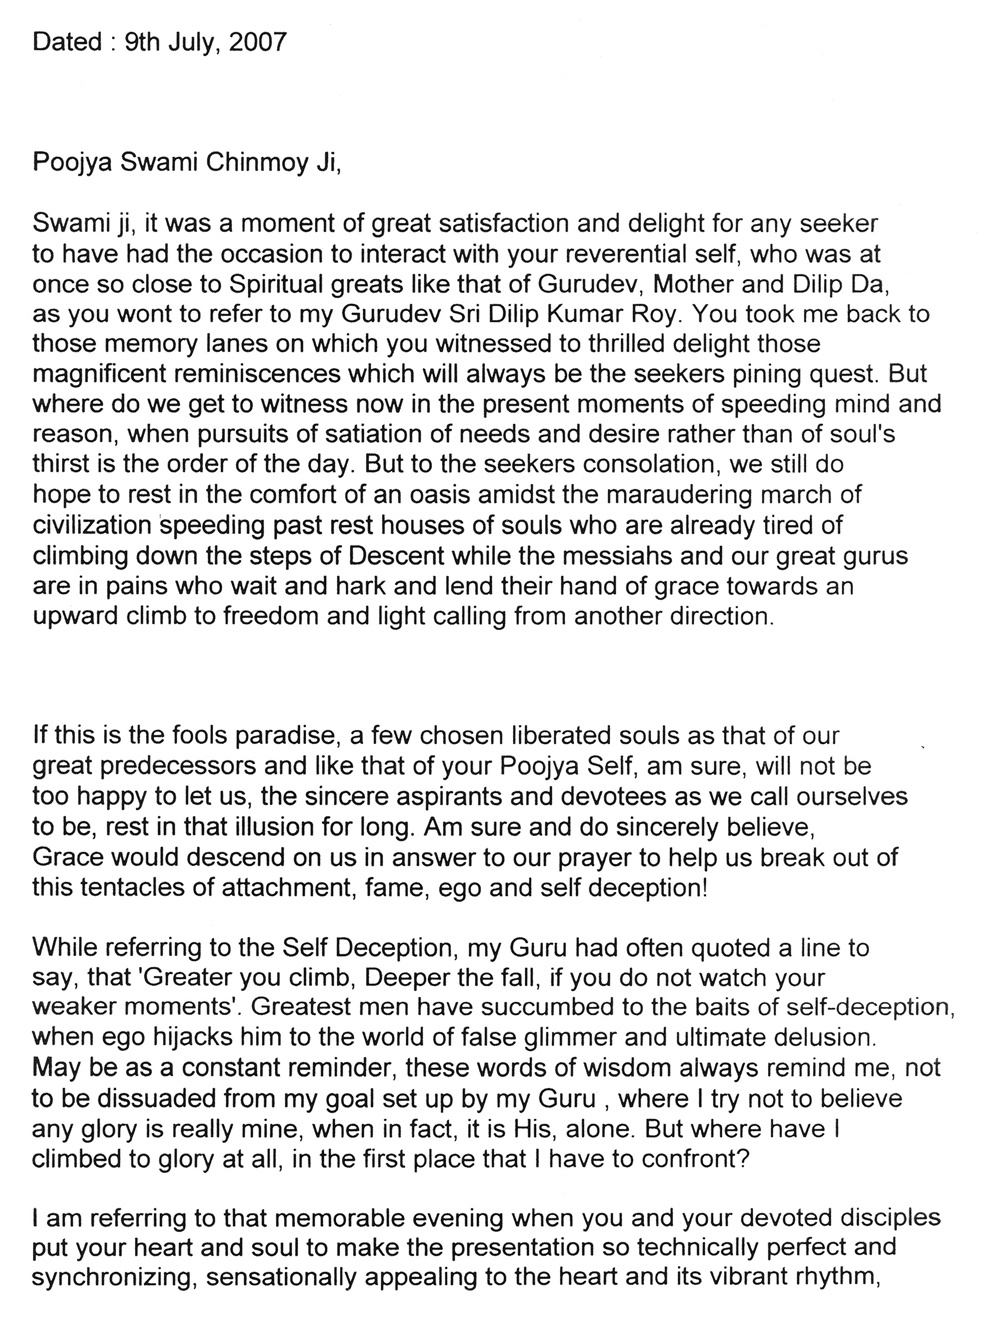 Dated : 9th July, 2007
Poojya Swami Chinmoy Ji,
Swami ji, it was a moment of great satisfaction and delight for any seeker
to have had the occasion to interact with your reverential self, who was at
once so close to Spiritual greats like that of Gurudev, Mother and Dilip Da,
as you wont to refer to my Gurudev Sri Dilip Kumar Roy. You took me back to
those memory lanes on which you witnessed to thrilled delight those
magnificent reminiscences which will always be the seekers pining quest. But
where do we get to witness now in the present moments of speeding mind and
reason, when pursuits of satiation of needs and desire rather than of soul's
thirst is the order of the day. But to the seekers consolation, we still do
hope to rest in the comfort of an oasis amidst the maraudering march of
civilization speeding past rest houses of souls who are already tired of
climbing down the steps of Descent while the messiahs and our great gurus
are in pains who wait and hark and lend their hand of grace towards an
upward climb to freedom and light calling from another direction.
If this is the fools paradise, a few chosen liberated souls as that of our
great predecessors and like that of your Poojya Self, am sure, will not be
too happy to let us, the sincere aspirants and devotees as we call ourselves
to be, rest in that illusion for long. Am sure and do sincerely believe,
Grace would descend on us in answer to our prayer to help us break out of
this tentacles of attachment, fame, ego and self deception!
While referring to the Self Deception, my Guru had often quoted a line to
say, that 'Greater you climb, Deeper the fall, if you do not watch your
weaker moments'. Greatest men have succumbed to the baits of self-deception,
when ego hijacks him to the world of false glimmer and ultimate delusion.
May be as a constant reminder, these words of wisdom always remind me, not
to be dissuaded from my goal set up by my Guru , where I try not to believe
any glory is really mine, when in fact, it is His, alone. But where have I
climbed to glory at all, in the first place that I have to confront?
I am referring to that memorable evening when you and your devoted disciples
put your heart and soul to make the presentation so technically perfect and
synchronizing, sensationally appealing to the heart and its vibrant rhythm,